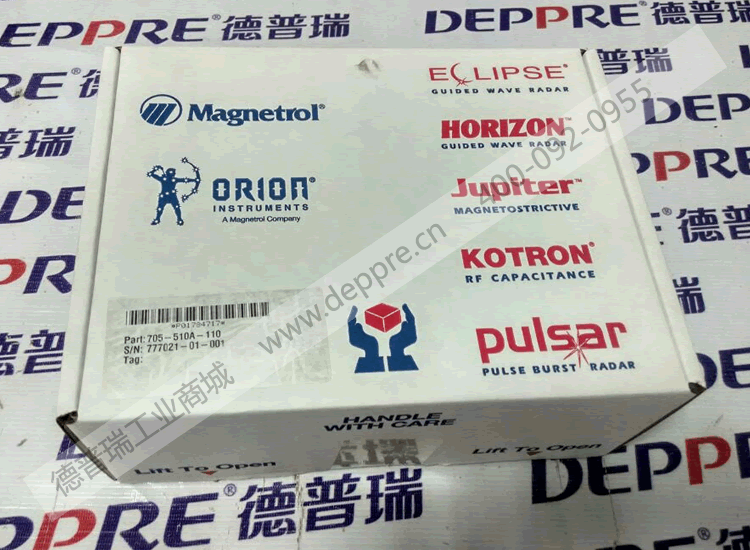 DEPPRE®德普瑞
Magnetrol®
ORION®
INSTRUMENTS
A Magnetrol Company
ECLIPSE®
GUIDED WAVE RADAR
HORIZON™
GUIDED WAVE RADAR
Jupiter™
MAGNETOSTRICTIVE
KOTRON®
RF CAPACITANCE
pulsar®
PULSE BURST RADAR
*P01784717*
Part: 705-510A-110
S/N: 777021-01-001
Tag:
HANDLE
WITH CARE
Lift To Open
Lift To Open
德普瑞工业商城 www.deppre.cn 400-092-0955
DEPPRE®德普瑞
DEPPRE